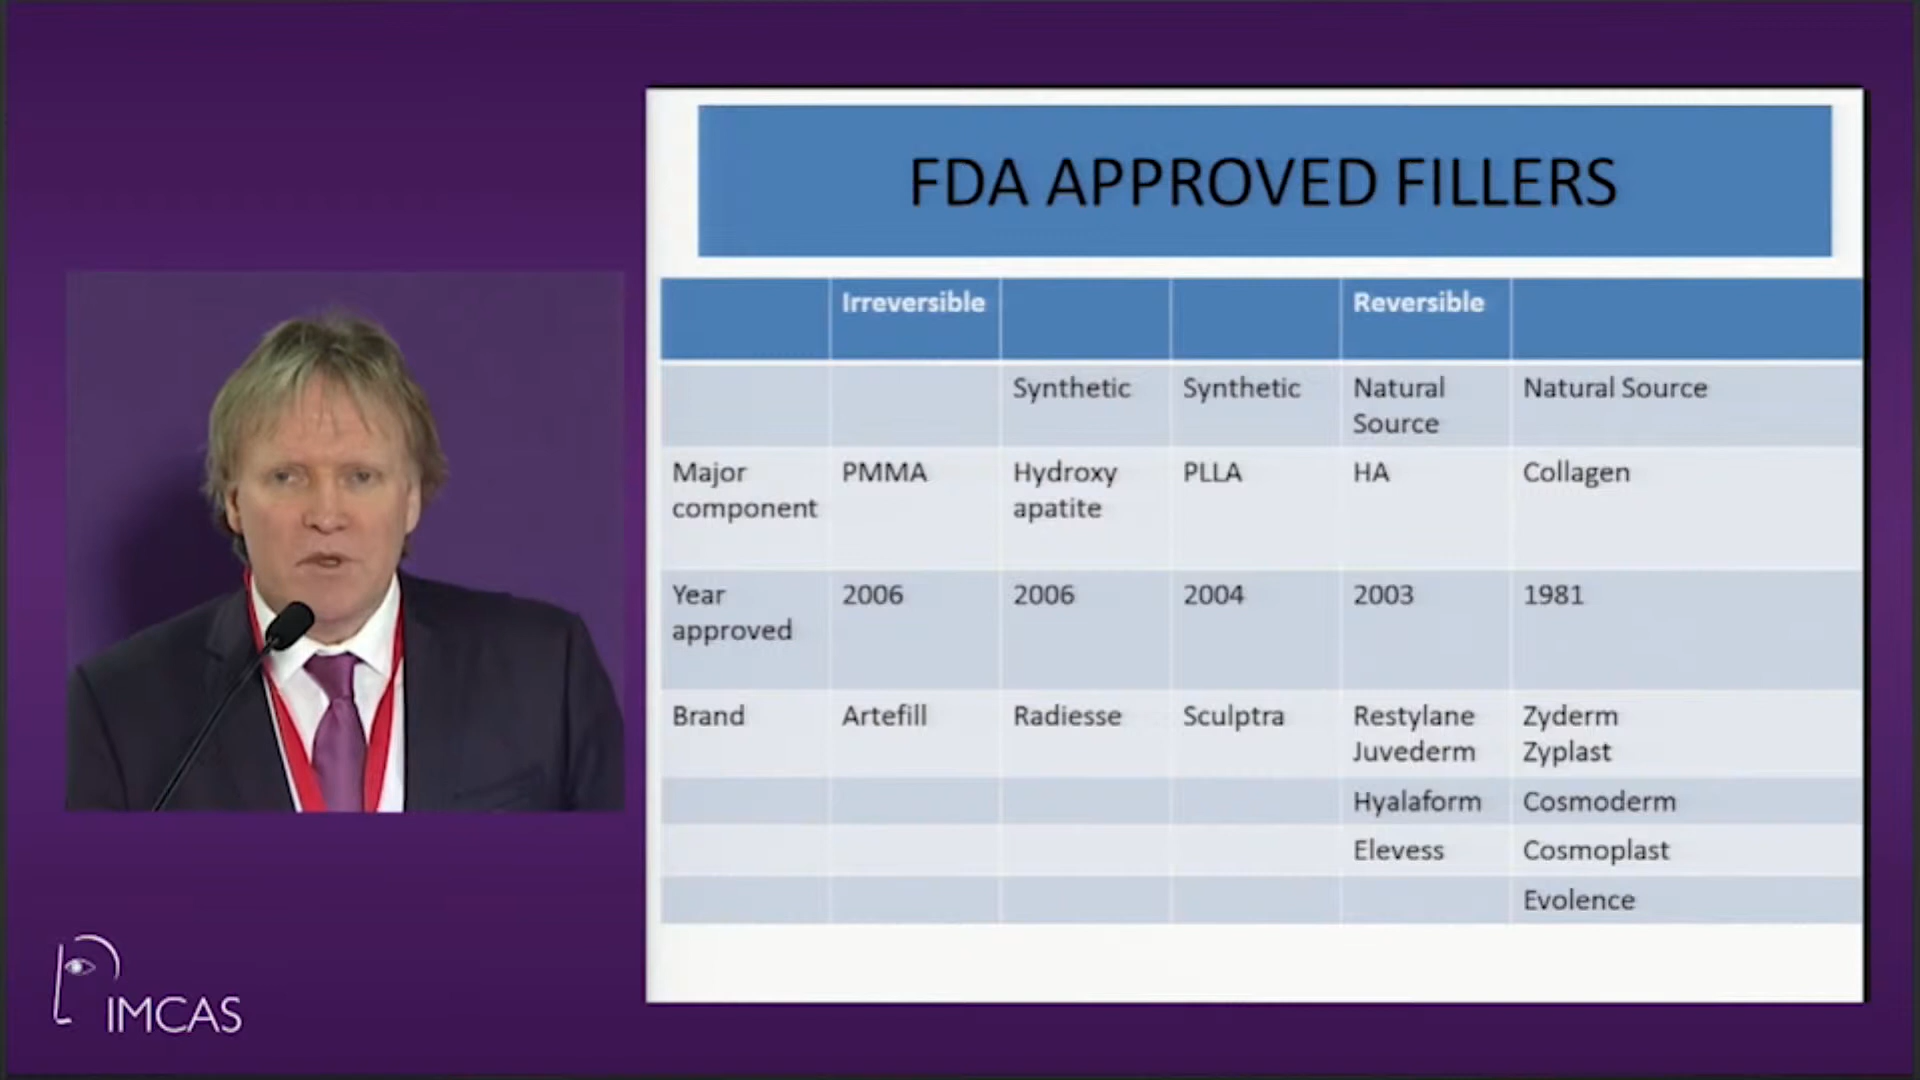 FDA APPROVED FILLERS
Irreversible Reversible
Synthetic Synthetic Natural Source Natural Source
Major component PMMA Hydroxy apatite PLLA HA Collagen
Year approved 2006 2006 2004 2003 1981
Brand Artefill Radiesse Sculptra Restylane Juvederm Zyderm Zyplast
Hyalaform Cosmoderm
Elevess Cosmoplast
Evolence
IMCAS